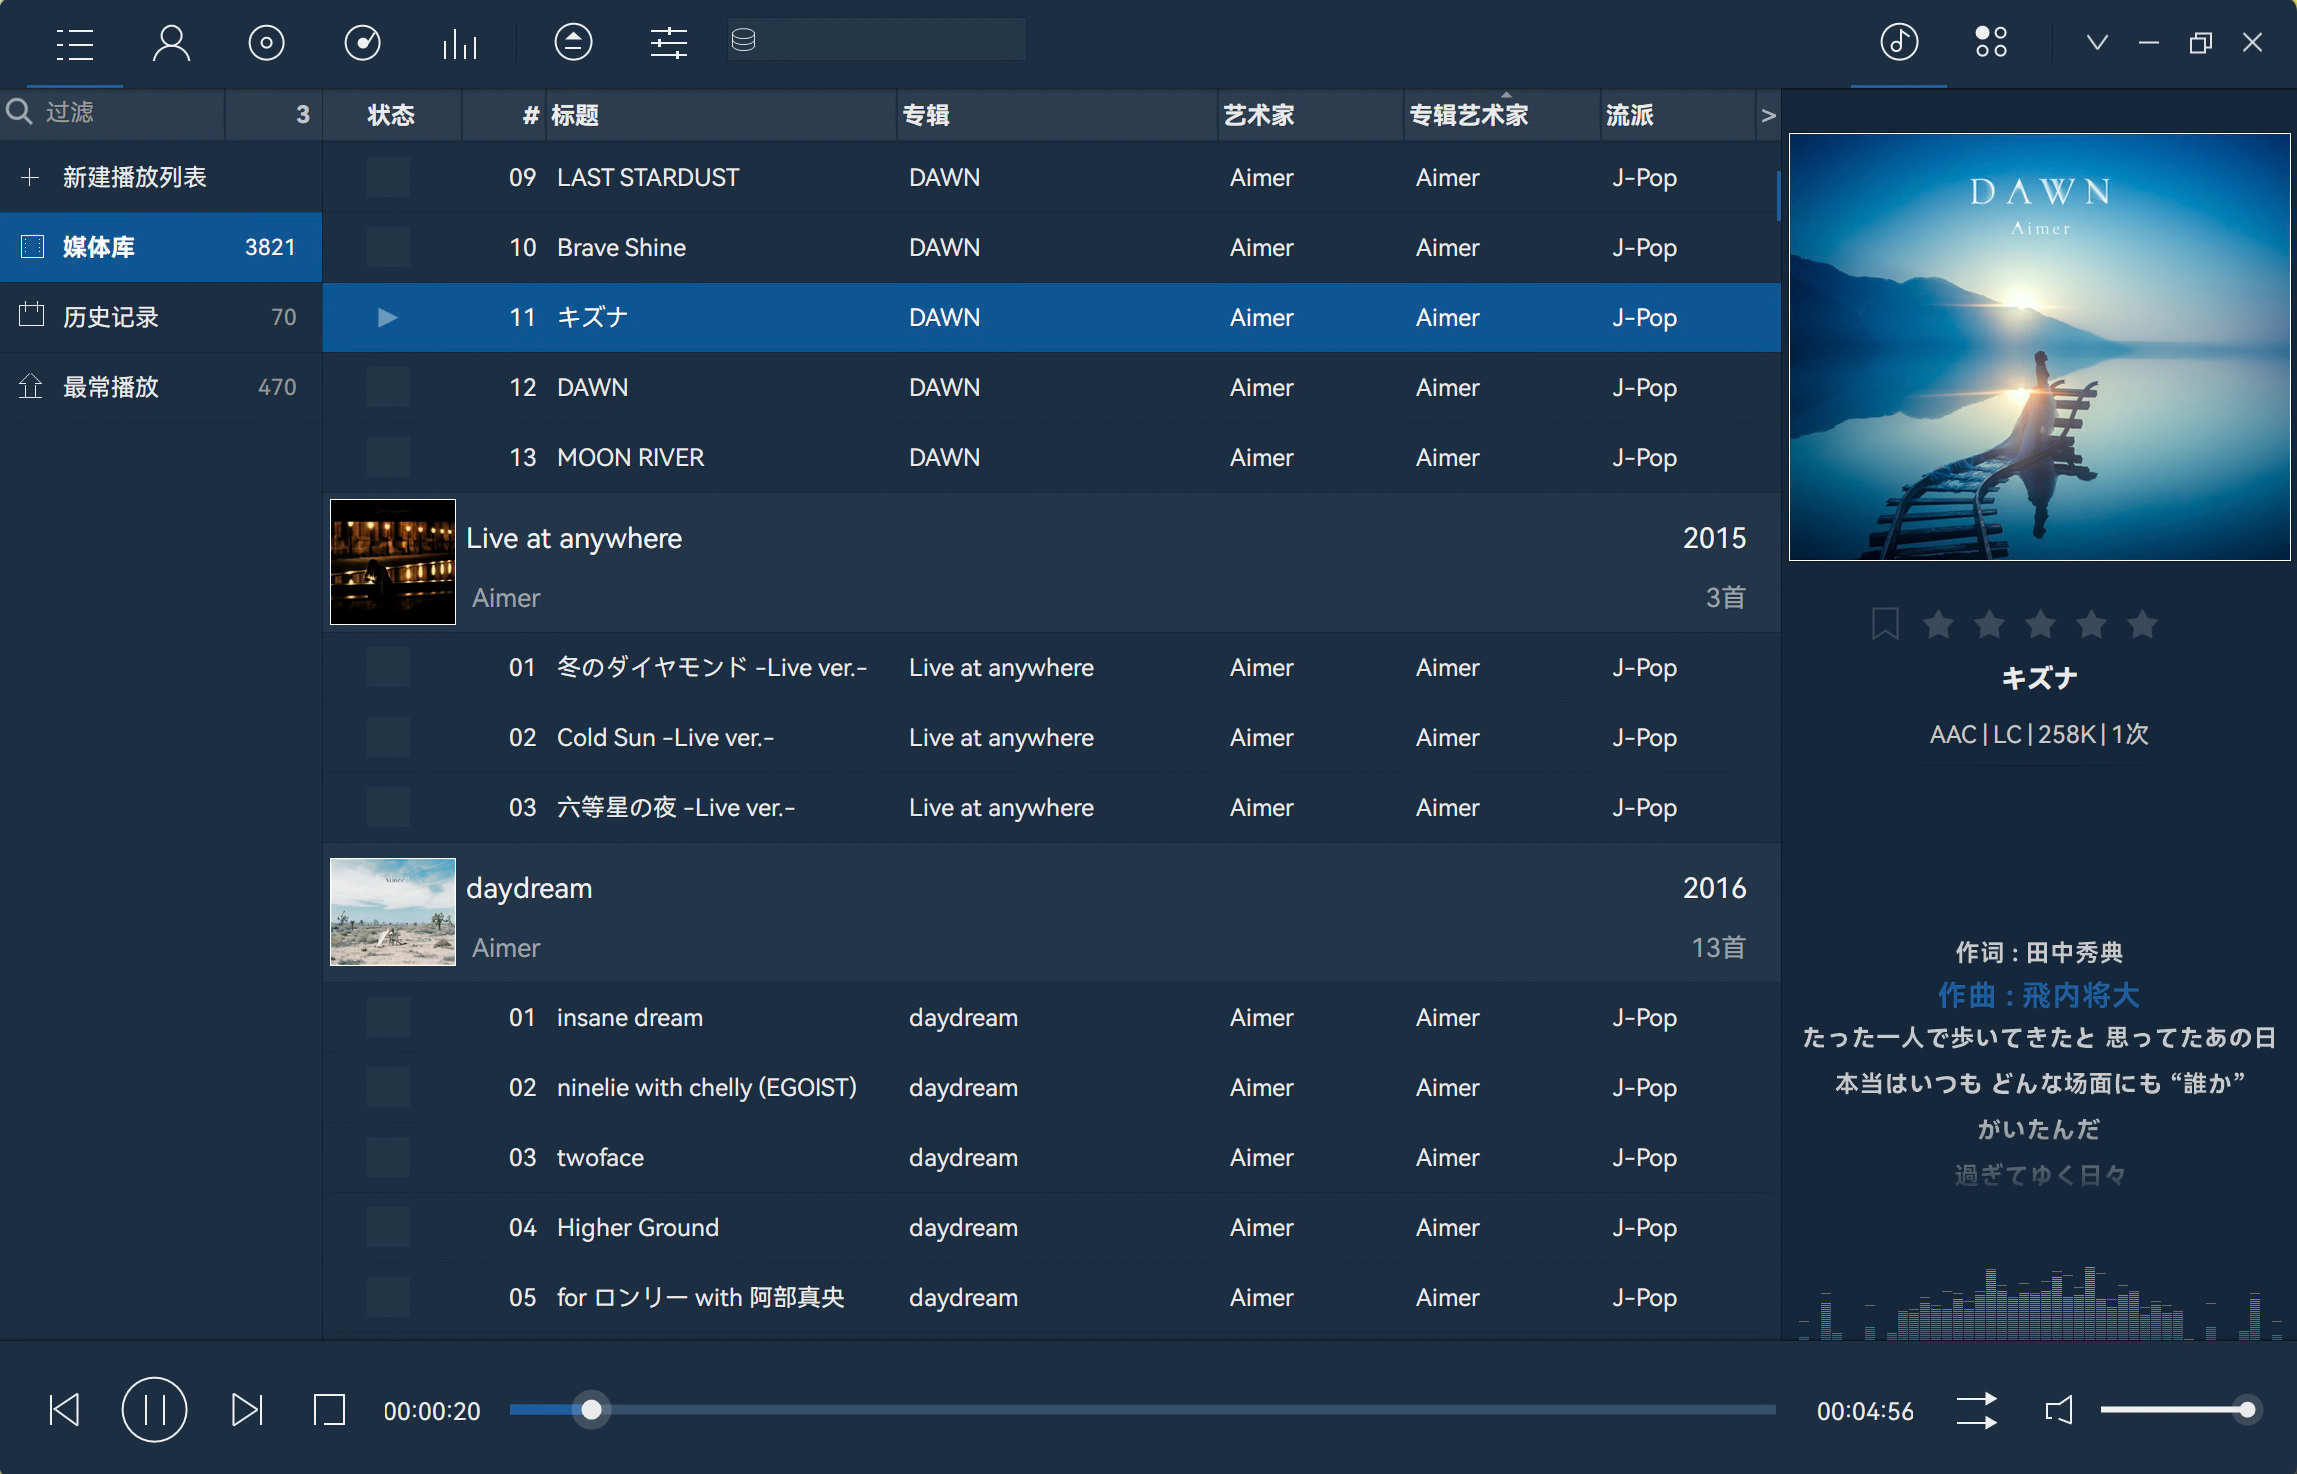 过滤 3
新建播放列表
媒体库 3821
历史记录 70
最常播放 470
状态 # 标题 专辑 艺术家 专辑艺术家 流派 >
09 LAST STARDUST DAWN Aimer Aimer J-Pop
10 Brave Shine DAWN Aimer Aimer J-Pop
11 キズナ DAWN Aimer Aimer J-Pop
12 DAWN DAWN Aimer Aimer J-Pop
13 MOON RIVER DAWN Aimer Aimer J-Pop
Live at anywhere 2015
Aimer 3首
01 冬のダイヤモンド -Live ver.- Live at anywhere Aimer Aimer J-Pop
02 Cold Sun -Live ver.- Live at anywhere Aimer Aimer J-Pop
03 六等星の夜 -Live ver.- Live at anywhere Aimer Aimer J-Pop
Aimer
daydream 2016
Aimer 13首
01 insane dream daydream Aimer Aimer J-Pop
02 ninelie with chelly (EGOIST) daydream Aimer Aimer J-Pop
03 twoface daydream Aimer Aimer J-Pop
04 Higher Ground daydream Aimer Aimer J-Pop
05 for ロンリー with 阿部真央 daydream Aimer Aimer J-Pop
DAWN
Aimer
キズナ
AAC | LC | 258K | 1次
作词 : 田中秀典
作曲 : 飛内将大
たった一人で歩いてきたと 思ってたあの日
本当はいつも どんな场面にも “誰か”
がいたんだ
過ぎてゆく日々
00:00:20 00:04:56